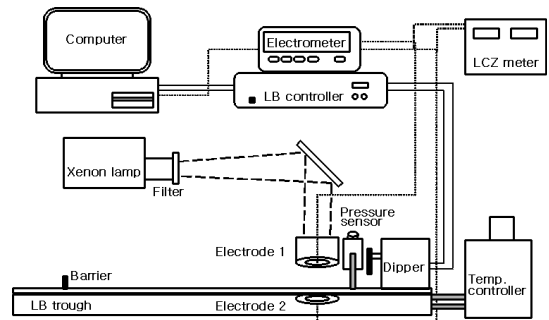 Computer
Electrometer
LCZ meter
LB controller
Xenon lamp
Filter
Pressure
sensor
Electrode 1
Dipper
Barrier
Temp.
controller
LB trough
Electrode 2